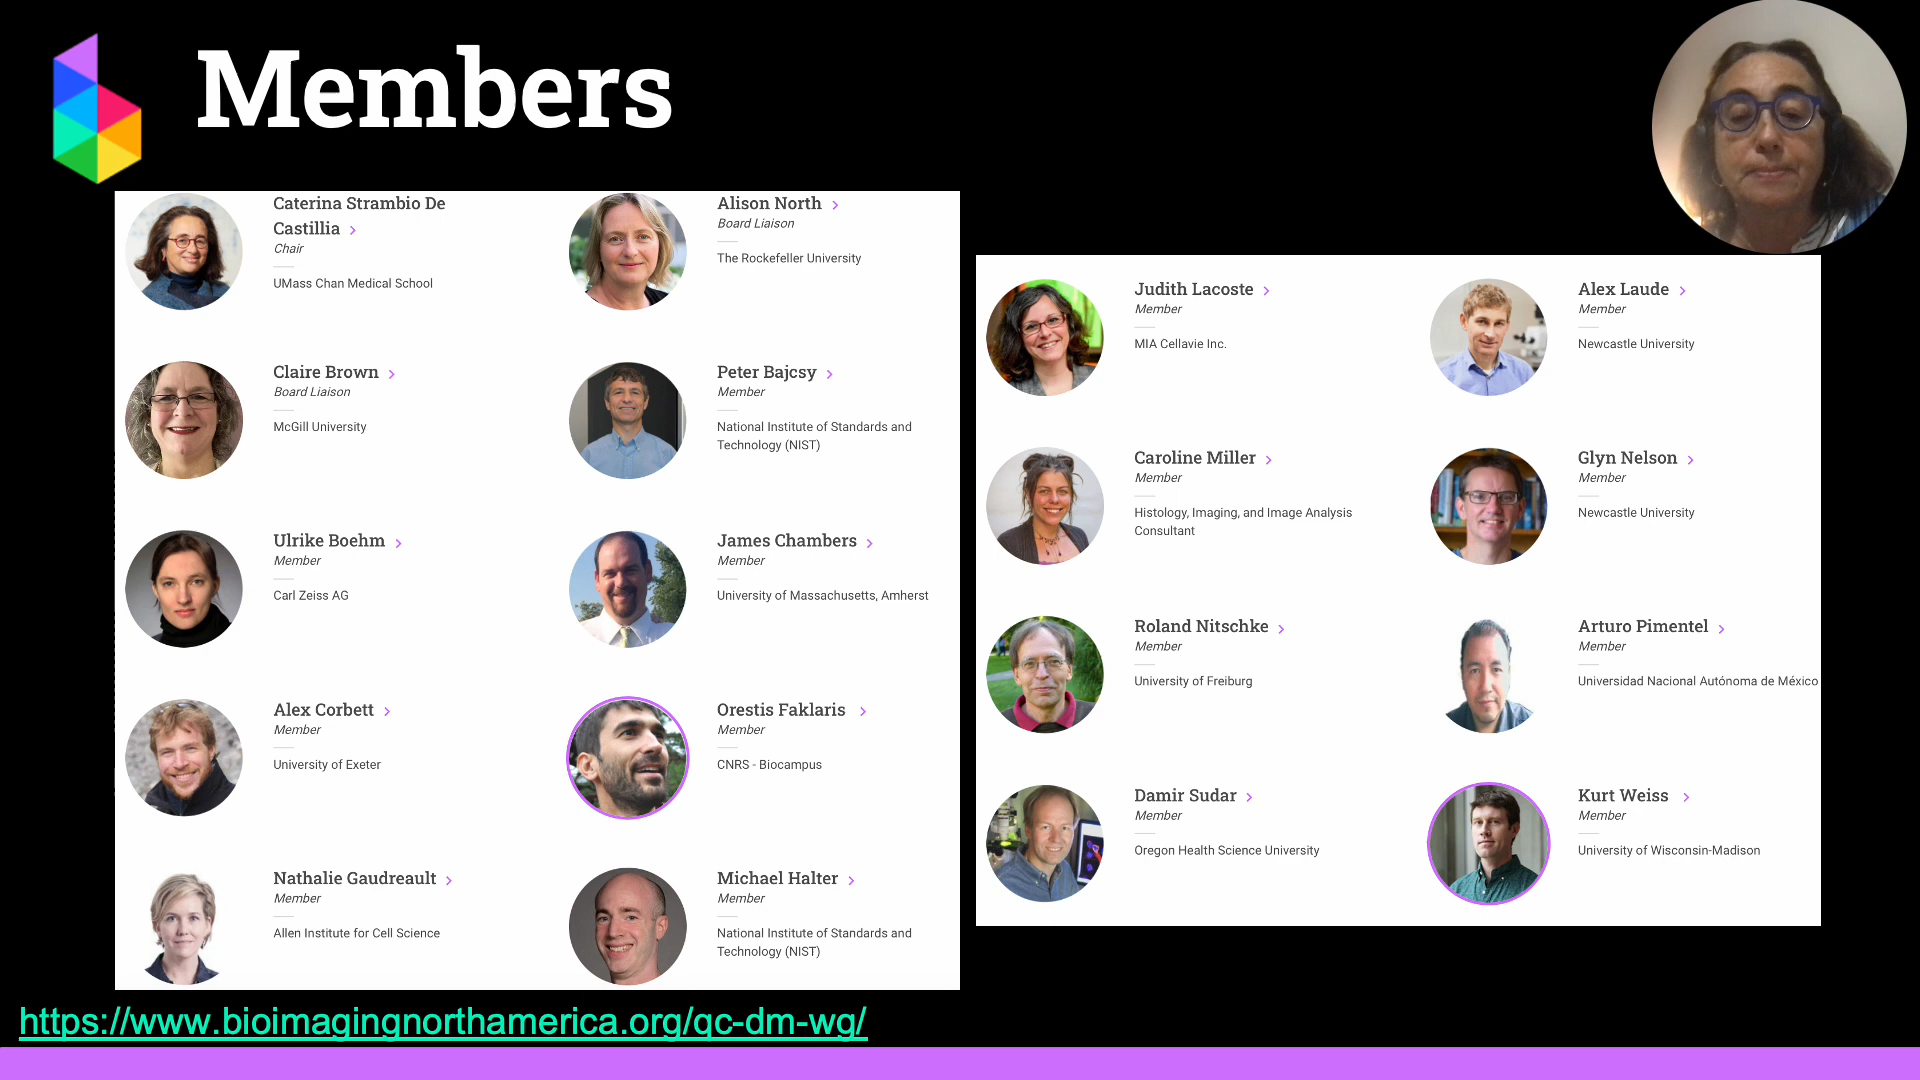 Members
Caterina Strambio De
Castillia
Chair
UMass Chan Medical School
Alison North
Board Liaison
The Rockefeller University
Claire Brown
Board Liaison
McGill University
Peter Bajcsy
Member
National Institute of Standards and
Technology (NIST)
Ulrike Boehm
Member
Carl Zeiss AG
James Chambers
Member
University of Massachusetts, Amherst
Alex Corbett
Member
University of Exeter
Orestis Faklaris
Member
CNRS - Biocampus
Nathalie Gaudreault
Member
Allen Institute for Cell Science
Michael Halter
Member
National Institute of Standards and
Technology (NIST)
Judith Lacoste
Member
MIA Cellavie Inc.
Alex Laude
Member
Newcastle University
Caroline Miller
Member
Histology, Imaging, and Image Analysis
Consultant
Glyn Nelson
Member
Newcastle University
Roland Nitschke
Member
University of Freiburg
Arturo Pimentel
Member
Universidad Nacional Autónoma de México
Damir Sudar
Member
Oregon Health Science University
Kurt Weiss
Member
University of Wisconsin-Madison
https://www.bioimagingnorthamerica.org/qc-dm-wg/